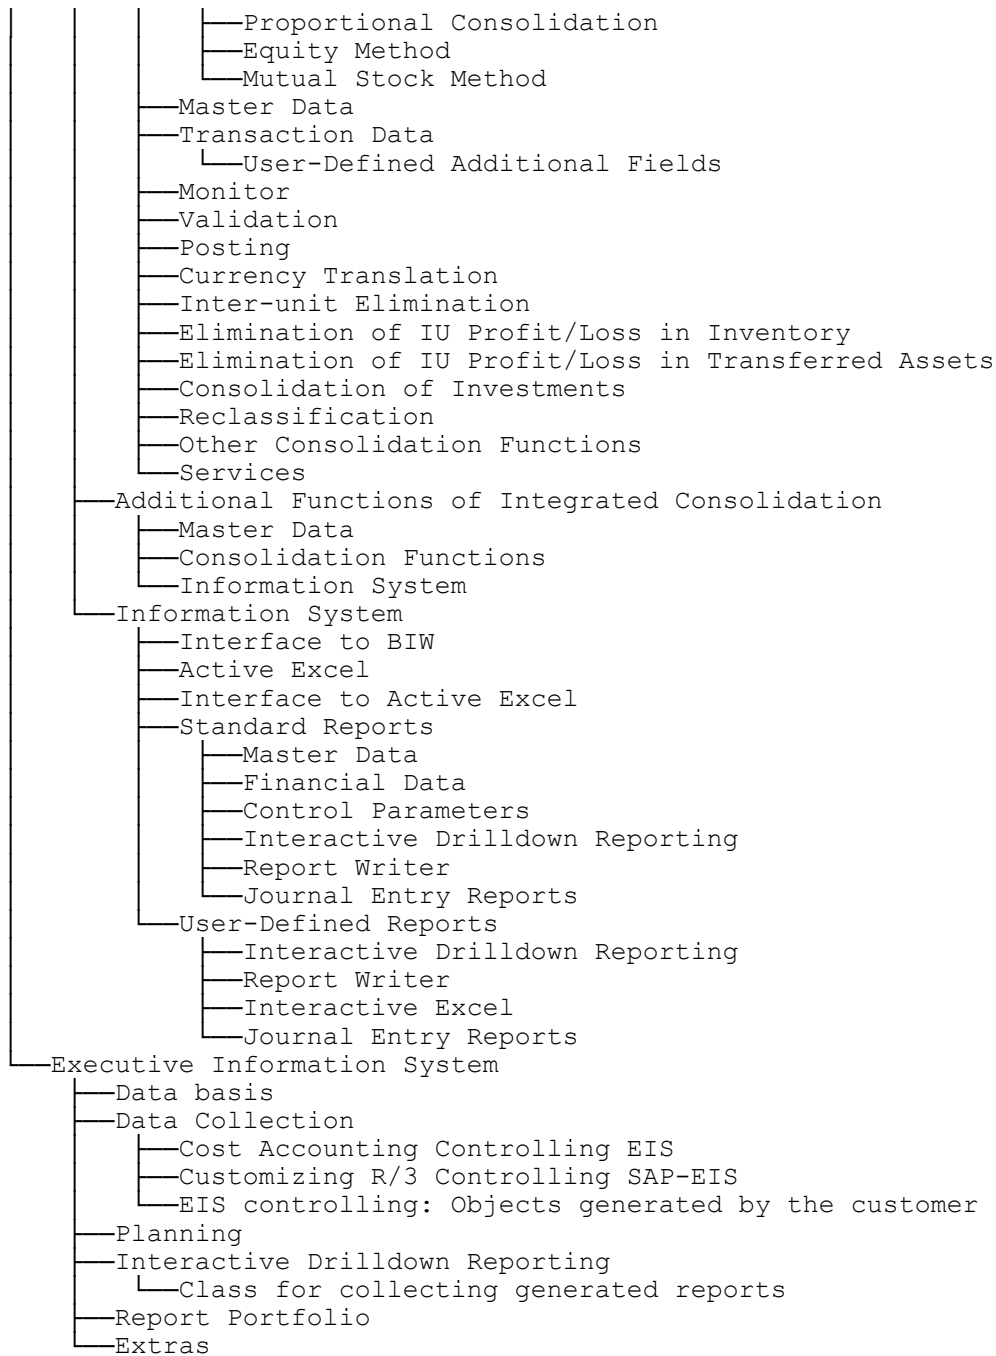 Proportional Consolidation
Equity Method
Mutual Stock Method
Master Data
Transaction Data
User-Defined Additional Fields
Monitor
Validation
Posting
Currency Translation
Inter-unit Elimination
Elimination of IU Profit/Loss in Inventory
Elimination of IU Profit/Loss in Transferred Assets
Consolidation of Investments
Reclassification
Other Consolidation Functions
Services
Additional Functions of Integrated Consolidation
Master Data
Consolidation Functions
Information System
Information System
Interface to BIW
Active Excel
Interface to Active Excel
Standard Reports
Master Data
Financial Data
Control Parameters
Interactive Drilldown Reporting
Report Writer
Journal Entry Reports
User-Defined Reports
Interactive Drilldown Reporting
Report Writer
Interactive Excel
Journal Entry Reports
Executive Information System
Data basis
Data Collection
Cost Accounting Controlling EIS
Customizing R/3 Controlling SAP-EIS
EIS controlling: Objects generated by the customer
Planning
Interactive Drilldown Reporting
Class for collecting generated reports
Report Portfolio
Extras